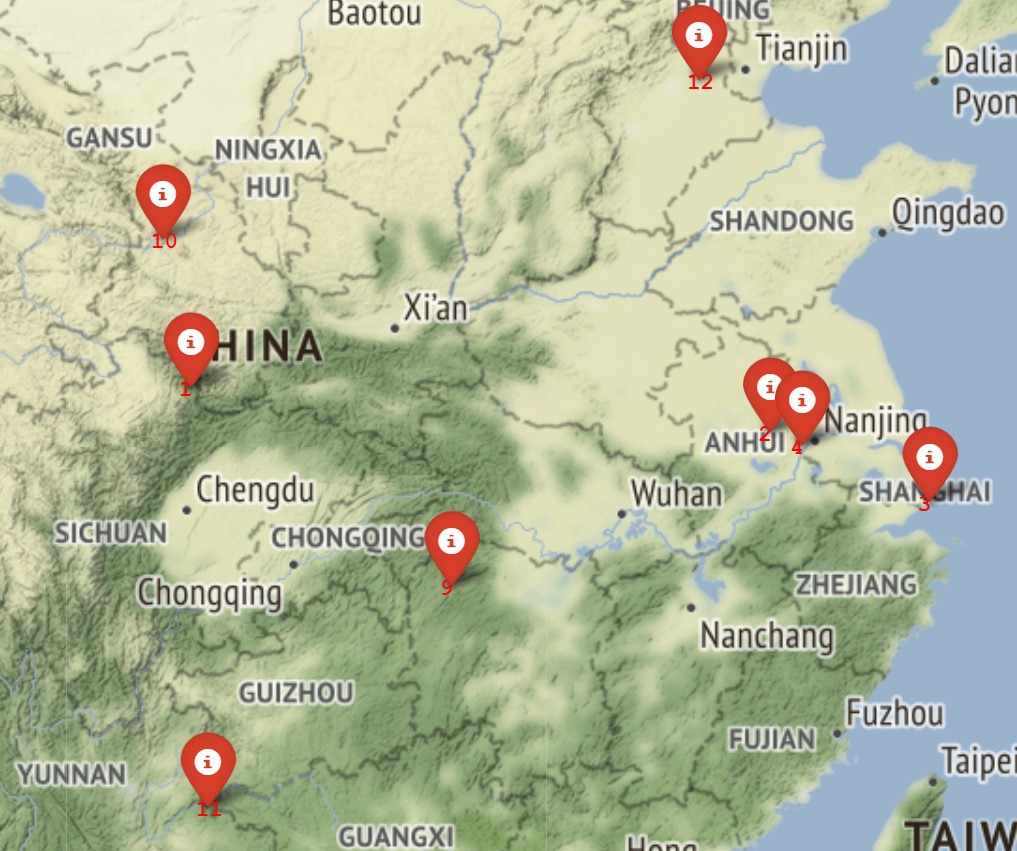 Baotou
BEIJING
Tianjin
12
Dalian
Pyon
GANSU
NINGXIA
HUI
10
SHANDONG
Qingdao
Xi'an
CHINA
1
2
4
Nanjing
ANHUI
SHANGHAI
3
Chengdu
Wuhan
SICHUAN
CHONGQING
9
Chongqing
ZHEJIANG
Nanchang
GUIZHOU
Fuzhou
FUJIAN
YUNNAN
Taipei
11
GUANGXI
Hong
TAIW